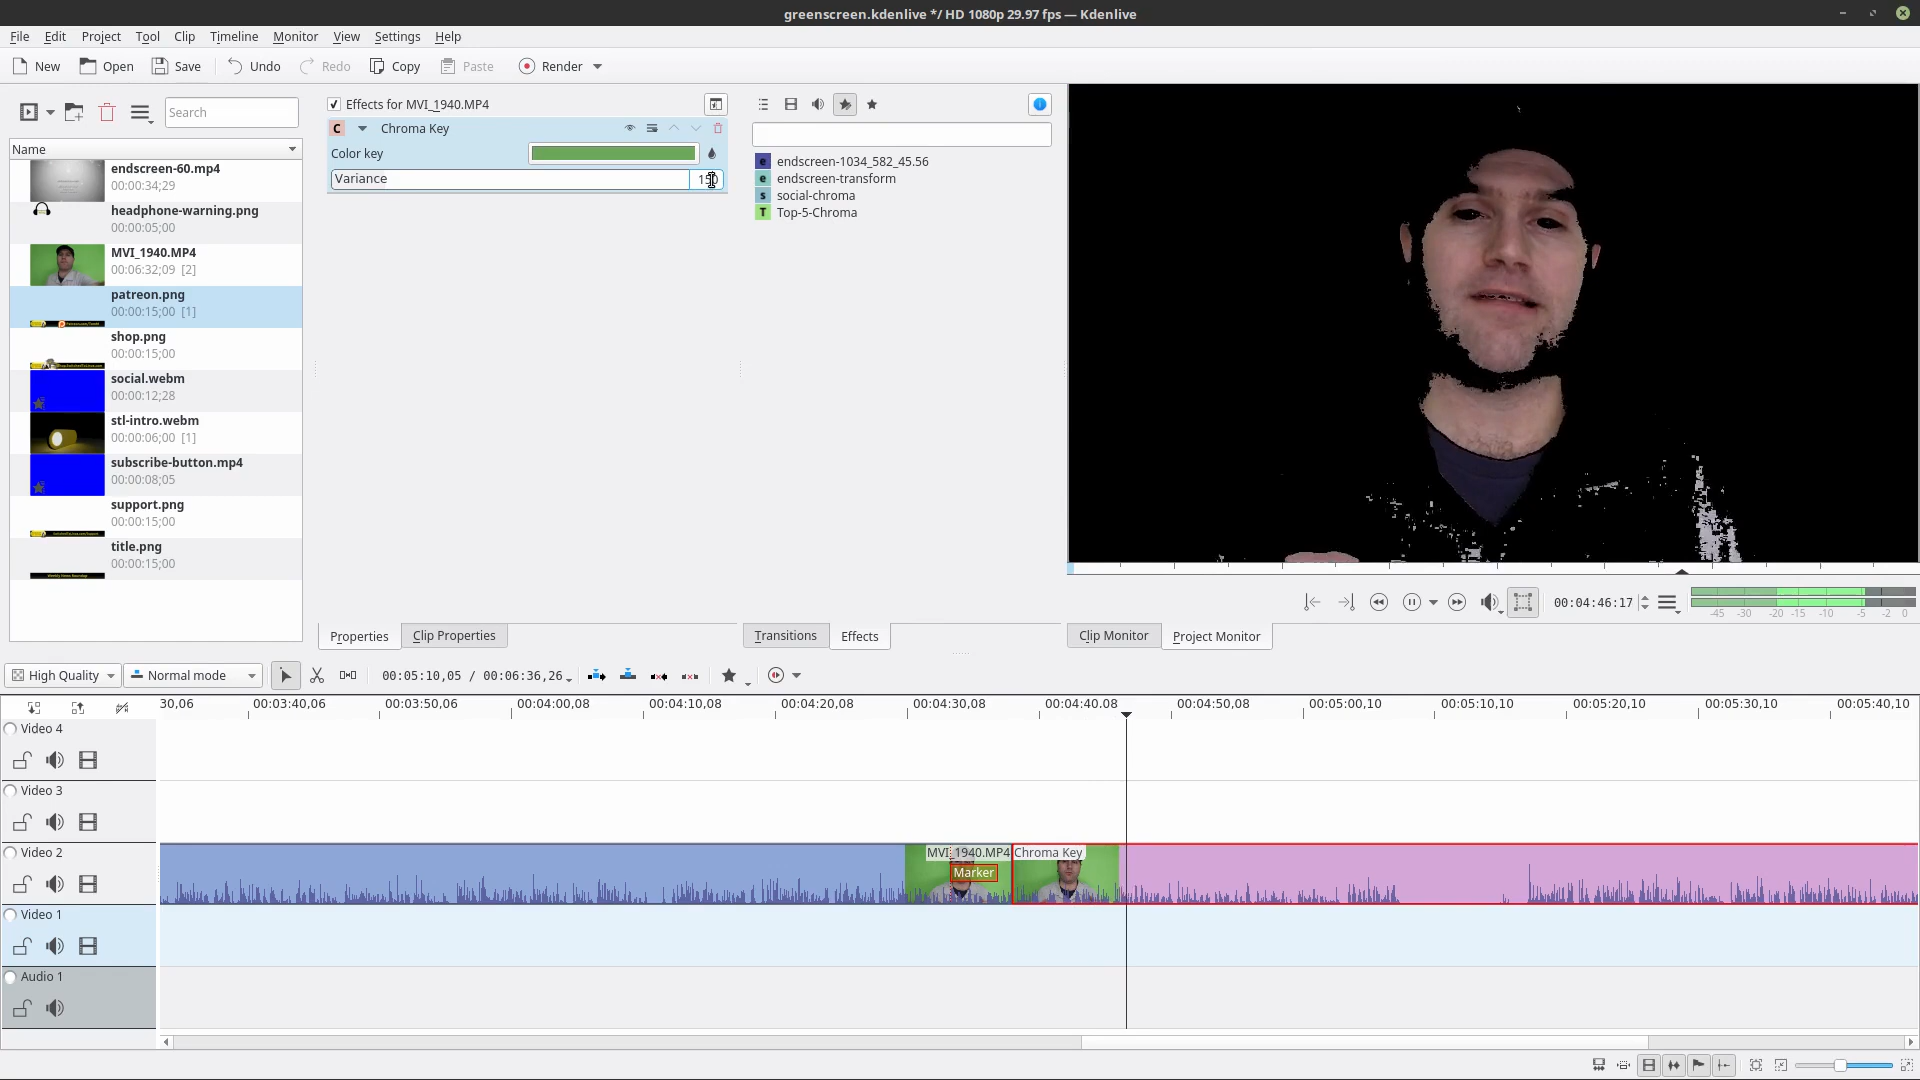 greenscreen.kdenlive */ HD 1080p 29.97 fps — Kdenlive
File Edit Project Tool Clip Timeline Monitor View Settings Help
New Open Save Undo Redo Copy Paste Render
Search
Name
endscreen-60.mp4
00:00:34;29
headphone-warning.png
00:00:05;00
MVI_1940.MP4
00:06:32;09 [2]
patreon.png
00:00:15;00 [1]
shop.png
00:00:15;00
social.webm
00:00:12;28
stl-intro.webm
00:00:06;00 [1]
subscribe-button.mp4
00:00:08;05
support.png
00:00:15;00
title.png
00:00:15;00
Effects for MVI_1940.MP4
C Chroma Key
Color key
Variance
e endscreen-1034_582_45.56
e endscreen-transform
s social-chroma
T Top-5-Chroma
00:04:46:17
-45 -30 -20 -15 -10 -5 -2 0
Properties Clip Properties
Transitions Effects
Clip Monitor Project Monitor
High Quality Normal mode 00:05:10,05 / 00:06:36,26
30,06 00:03:40,06 00:03:50,06 00:04:00,08 00:04:10,08 00:04:20,08 00:04:30,08 00:04:40,08 00:04:50,08 00:05:00,10 00:05:10,10 00:05:20,10 00:05:30,10 00:05:40,10
Video 4
Video 3
Video 2
MVI_1940.MP4 Chroma Key
Marker
Video 1
Audio 1